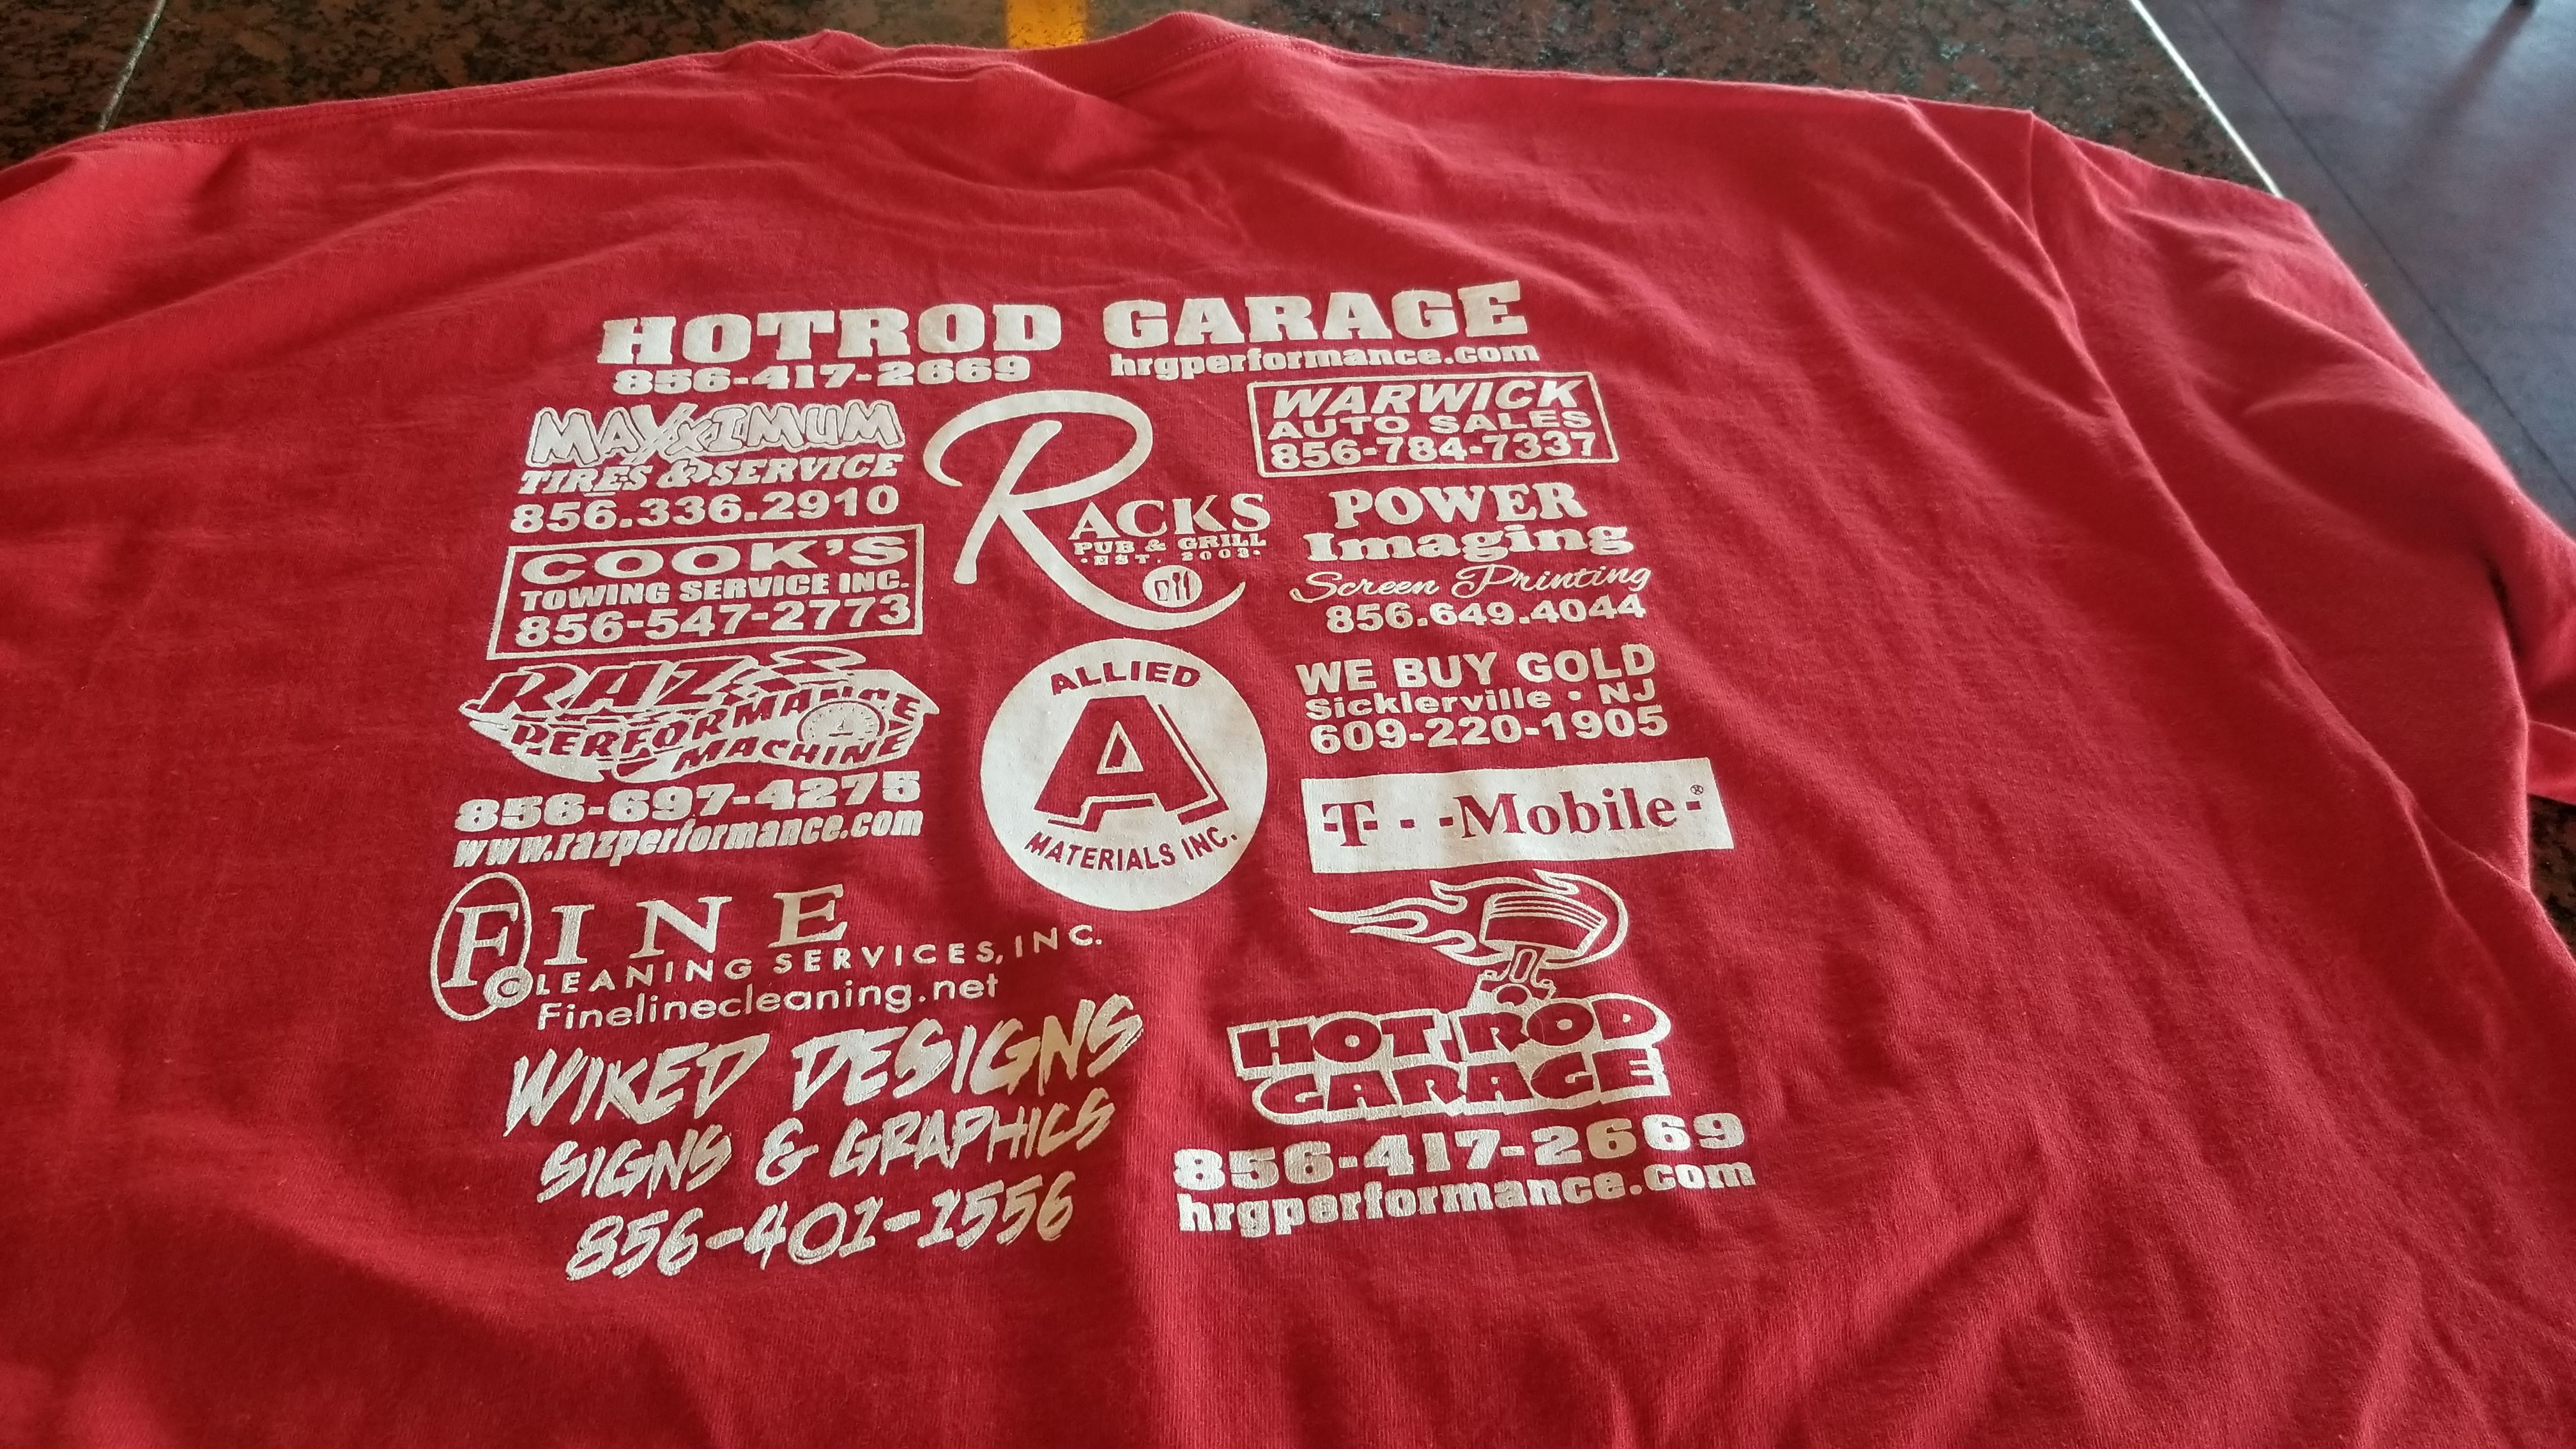 HOTROD GARAGE
856-417-2669 hrgperformance.com
MAXXIMUM
TIRES & SERVICE
856.336.2910
COOK'S
TOWING SERVICE INC.
856-547-2773
RAZ
PERFORMANCE
MACHINE
856-697-4275
www.razperformance.com
RACKS
PUB & GRILL
·EST. 2003·
ALLIED
A
MATERIALS INC.
WARWICK
AUTO SALES
856-784-7337
POWER
Imaging
Screen Printing
856.649.4044
WE BUY GOLD
Sicklerville · NJ
609-220-1905
T-Mobile®
FINE
CLEANING SERVICES, INC.
Finelinecleaning.net
WIKED DESIGNS
SIGNS & GRAPHICS
856-401-1556
HOT ROD
GARAGE
856-417-2669
hrgperformance.com